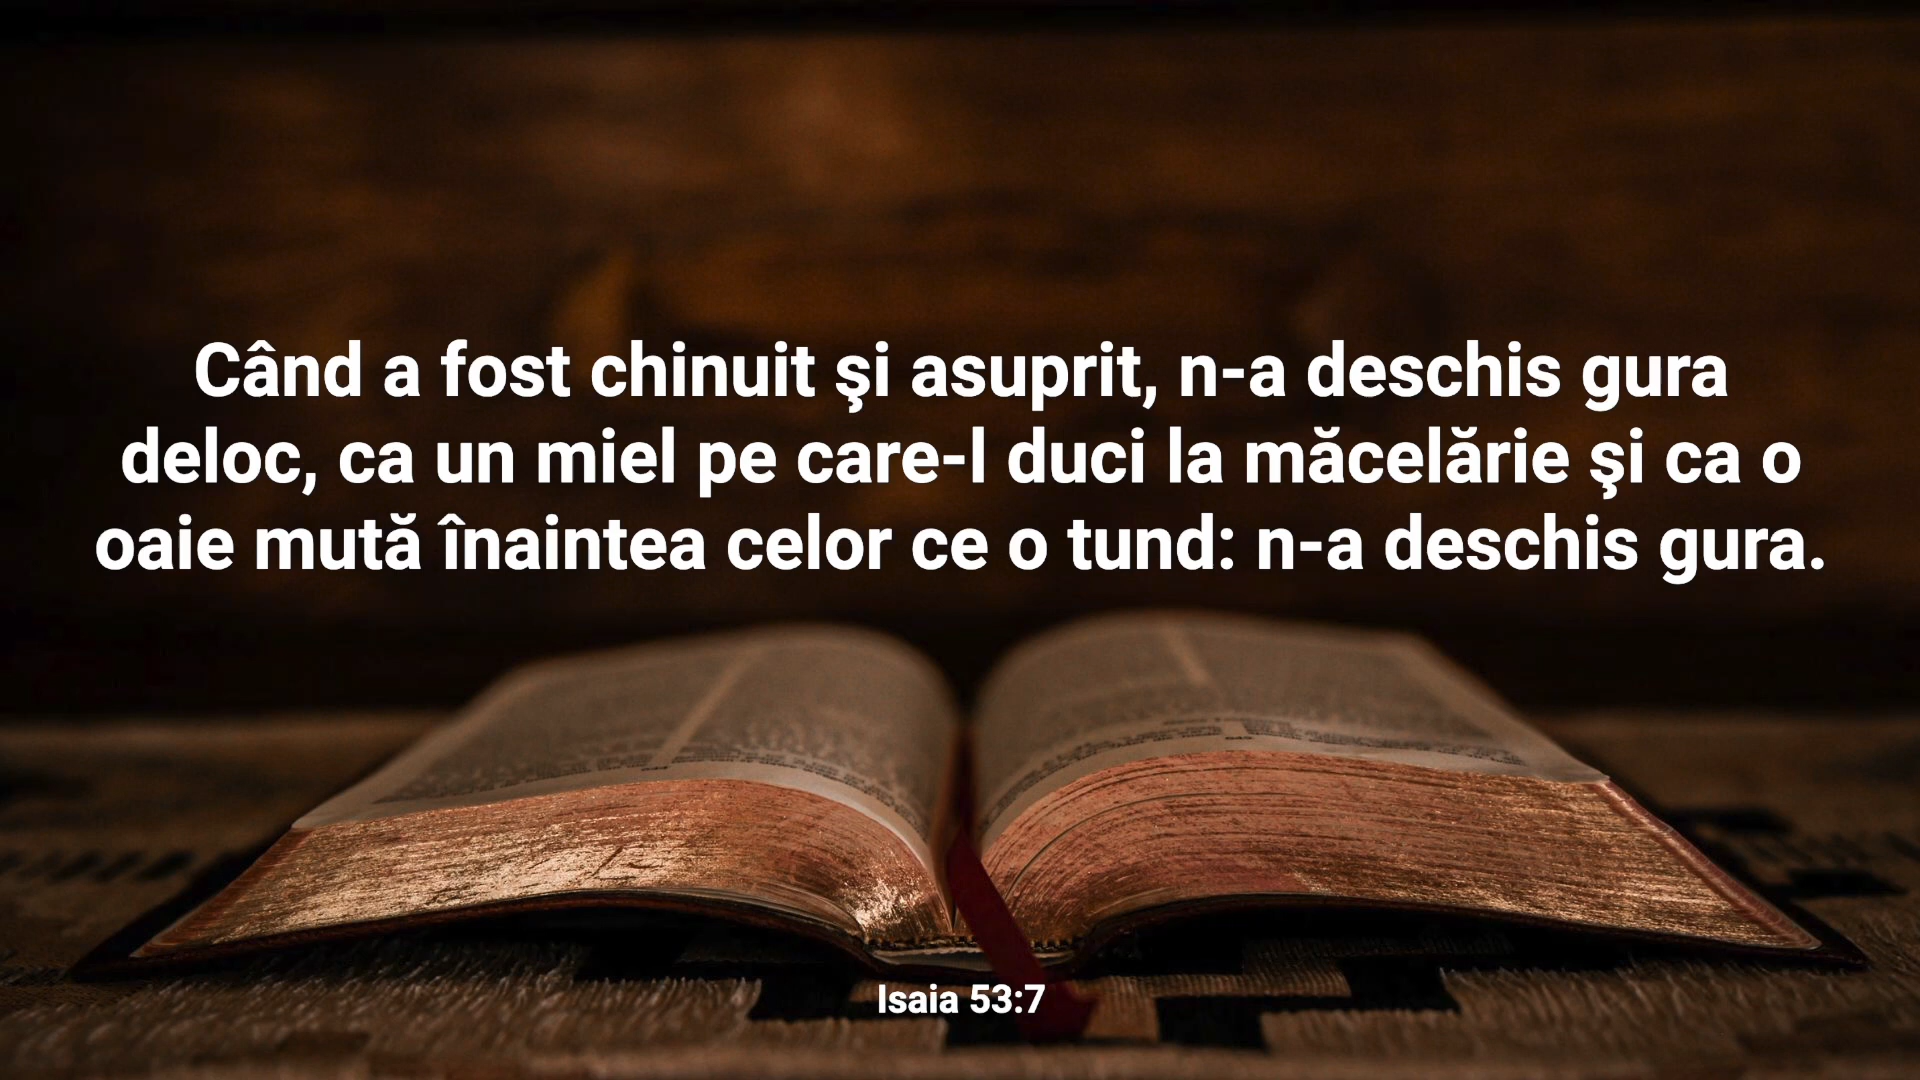 Când a fost chinuit şi asuprit, n-a deschis gura
deloc, ca un miel pe care-l duci la măcelărie şi ca o
oaie mută înaintea celor ce o tund: n-a deschis gura.
Isaia 53:7